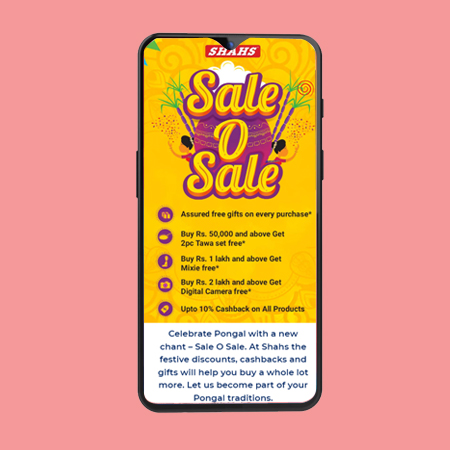 SHAHS
Sale
O
Sale
Assured free gifts on every purchase*
Buy Rs. 50,000 and above Get
2pc Tawa set free*
Buy Rs. 1 lakh and above Get
Mixie free*
Buy Rs. 2 lakh and above Get
Digital Camera free*
Upto 10% Cashback on All Products
Celebrate Pongal with a new
chant – Sale O Sale. At Shahs the
festive discounts, cashbacks and
gifts will help you buy a whole lot
more. Let us become part of your
Pongal traditions.